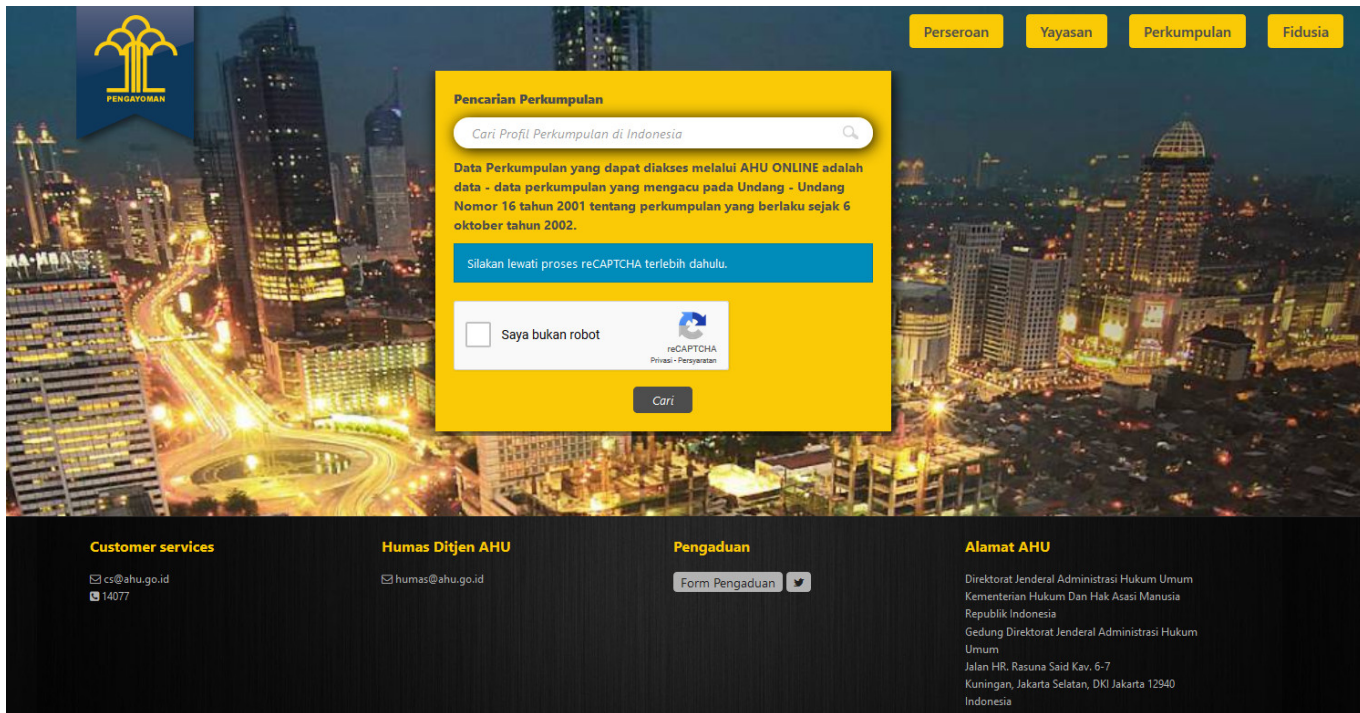 PENGAYOMAN
Perseroan
Yayasan
Perkumpulan
Fidusia
Pencarian Perkumpulan
Cari Profil Perkumpulan di Indonesia
Data Perkumpulan yang dapat diakses melalui AHU ONLINE adalah
data - data perkumpulan yang mengacu pada Undang - Undang
Nomor 16 tahun 2001 tentang perkumpulan yang berlaku sejak 6
oktober tahun 2002.
Silakan lewati proses reCAPTCHA terlebih dahulu.
Saya bukan robot
reCAPTCHA
Privasi - Persyaratan
Cari
Customer services
cs@ahu.go.id
14077
Humas Ditjen AHU
humas@ahu.go.id
Pengaduan
Form Pengaduan
Alamat AHU
Direktorat Jenderal Administrasi Hukum Umum
Kementerian Hukum Dan Hak Asasi Manusia
Republik Indonesia
Gedung Direktorat Jenderal Administrasi Hukum
Umum
Jalan HR. Rasuna Said Kav. 6-7
Kuningan, Jakarta Selatan, DKI Jakarta 12940
Indonesia